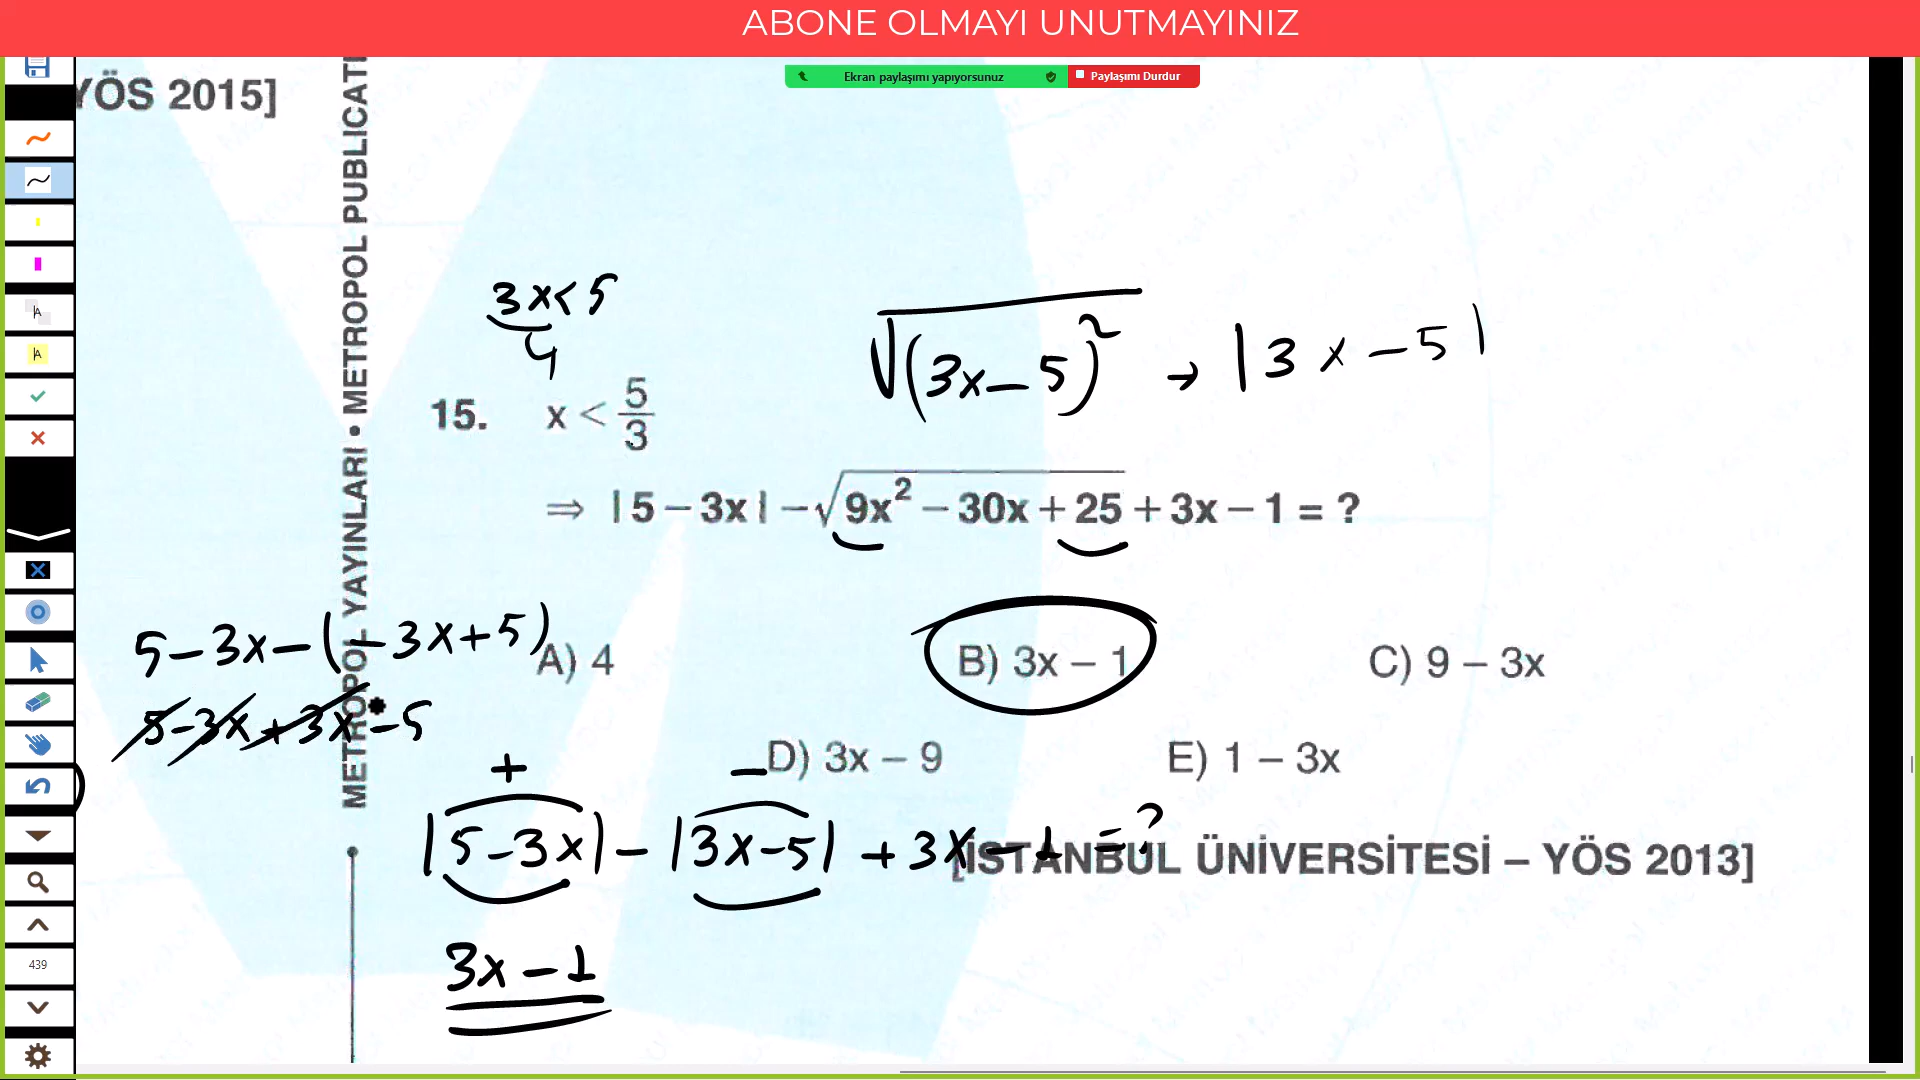 ABONE OLMAYI UNUTMAYINIZ
Ekran paylaşımı yapıyorsunuz
Paylaşımı Durdur
YÖS 2015]
METROPOL YAYINLARI • METROPOL PUBLICATI
3x < 5
4
√(3x - 5)² → |3x - 5|
15. x < 5/3
⇒ |5 – 3x| – √9x² – 30x + 25 + 3x – 1 = ?
5 - 3x - (-3x + 5)
A) 4
B) 3x – 1
C) 9 – 3x
5 - 3x + 3x - 5
D) 3x – 9
E) 1 – 3x
+ -
|5 - 3x| - |3x - 5| + 3x - 1 = ?
[İSTANBUL ÜNİVERSİTESİ – YÖS 2013]
3x - 1
439